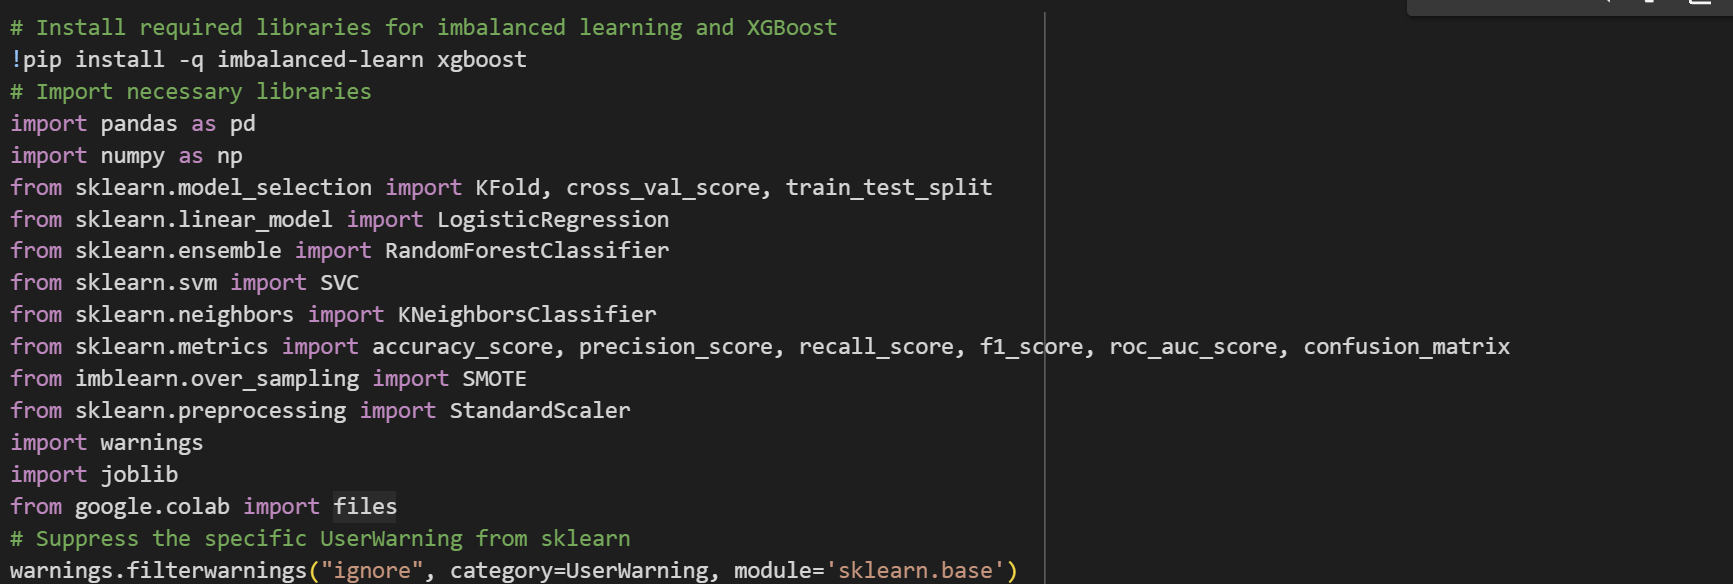 # Install required libraries for imbalanced learning and XGBoost
!pip install -q imbalanced-learn xgboost
# Import necessary libraries
import pandas as pd
import numpy as np
from sklearn.model_selection import KFold, cross_val_score, train_test_split
from sklearn.linear_model import LogisticRegression
from sklearn.ensemble import RandomForestClassifier
from sklearn.svm import SVC
from sklearn.neighbors import KNeighborsClassifier
from sklearn.metrics import accuracy_score, precision_score, recall_score, f1_score, roc_auc_score, confusion_matrix
from imblearn.over_sampling import SMOTE
from sklearn.preprocessing import StandardScaler
import warnings
import joblib
from google.colab import files
# Suppress the specific UserWarning from sklearn
warnings.filterwarnings("ignore", category=UserWarning, module='sklearn.base')